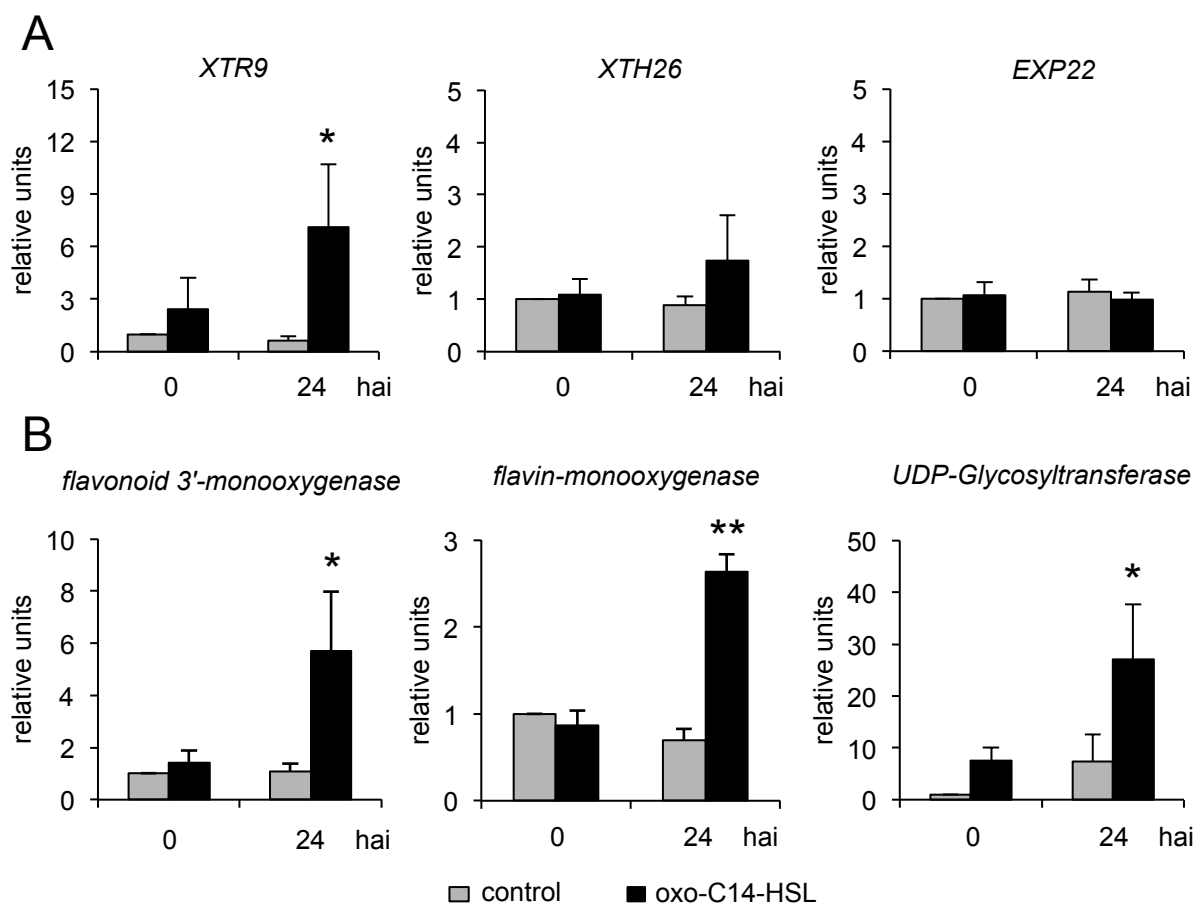 A
XTR9
XTH26
EXP22
15
12
9
6
3
0
relative units
0
24
hai
5
4
3
2
1
0
relative units
0
24
hai
5
4
3
2
1
0
relative units
0
24
hai
*
B
flavonoid 3'-monooxygenase
flavin-monooxygenase
UDP-Glycosyltransferase
10
8
6
4
2
0
relative units
*
0
24
hai
3
2
1
0
relative units
**
0
24
hai
50
40
30
20
10
0
relative units
*
0
24
hai
control
oxo-C14-HSL